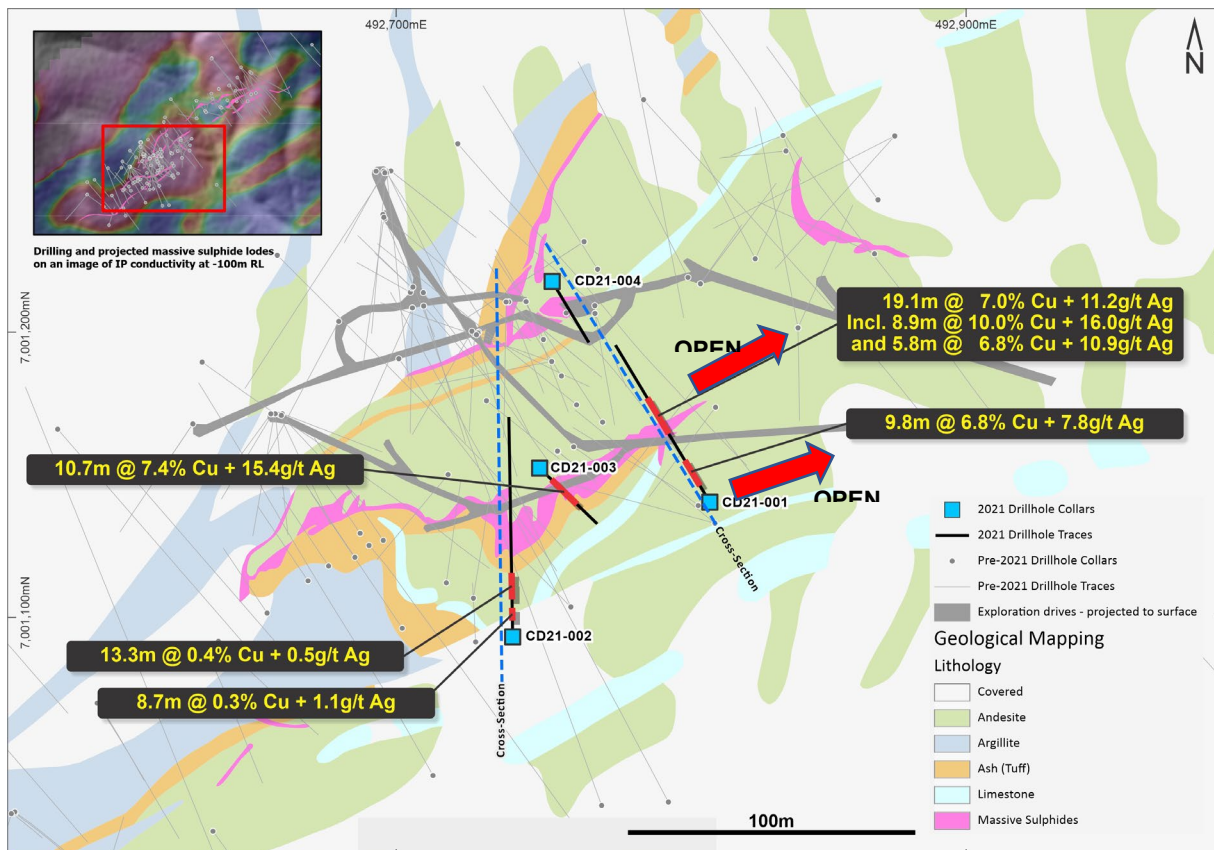 492,700mE
492,900mE
N
Drilling and projected massive sulphide lodes
on an image of IP conductivity at -100m RL
7,001,200mN
7,001,100mN
CD21-004
OPEN
19.1m @ 7.0% Cu + 11.2g/t Ag
Incl. 8.9m @ 10.0% Cu + 16.0g/t Ag
and 5.8m @ 6.8% Cu + 10.9g/t Ag
9.8m @ 6.8% Cu + 7.8g/t Ag
10.7m @ 7.4% Cu + 15.4g/t Ag
CD21-003
CD21-001
OPEN
Cross-Section
CD21-002
13.3m @ 0.4% Cu + 0.5g/t Ag
8.7m @ 0.3% Cu + 1.1g/t Ag
Cross-Section
2021 Drillhole Collars
2021 Drillhole Traces
Pre-2021 Drillhole Collars
Pre-2021 Drillhole Traces
Exploration drives - projected to surface
Geological Mapping
Lithology
Covered
Andesite
Argillite
Ash (Tuff)
Limestone
Massive Sulphides
100m